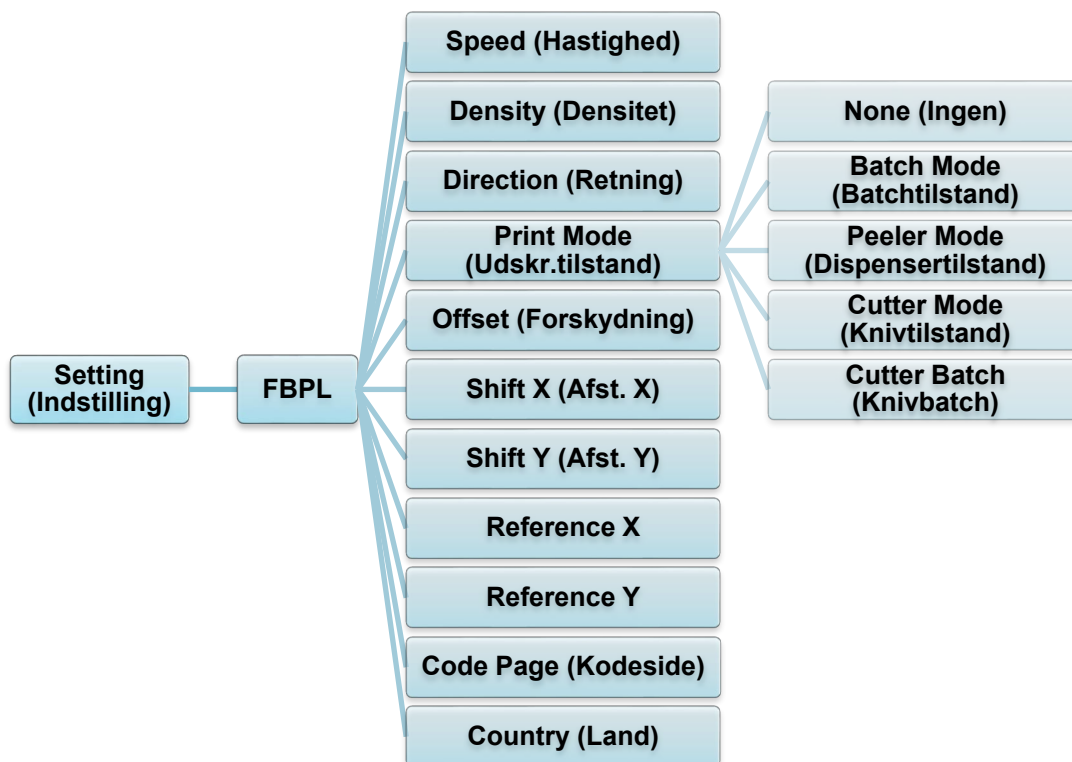 Setting
(Indstilling)
FBPL
Speed (Hastighed)
Density (Densitet)
Direction (Retning)
Print Mode
(Udskr.tilstand)
Offset (Forskydning)
Shift X (Afst. X)
Shift Y (Afst. Y)
Reference X
Reference Y
Code Page (Kodeside)
Country (Land)
None (Ingen)
Batch Mode
(Batchtilstand)
Peeler Mode
(Dispensertilstand)
Cutter Mode
(Knivtilstand)
Cutter Batch
(Knivbatch)